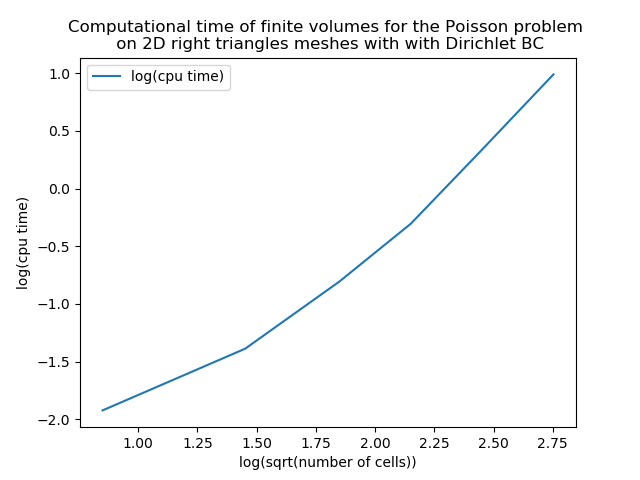 Computational time of finite volumes for the Poisson problem
on 2D right triangles meshes with with Dirichlet BC
log(cpu time)
1.0
0.5
0.0
−0.5
−1.0
−1.5
−2.0
log(cpu time)
1.00 1.25 1.50 1.75 2.00 2.25 2.50 2.75
log(sqrt(number of cells))